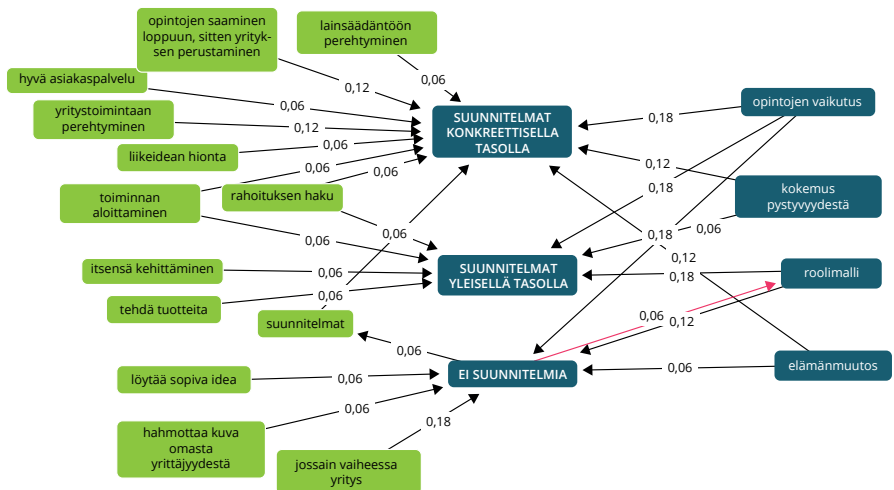 opintojen saaminen
loppuun, sitten yrityk-
sen perustaminen
lainsäädäntöön
perehtyminen
hyvä asiakaspalvelu
yritystoimintaan
perehtyminen
liikeidean hionta
toiminnan
aloittaminen
rahoituksen haku
itsensä kehittäminen
tehdä tuotteita
suunnitelmat
löytää sopiva idea
hahmottaa kuva
omasta
yrittäjyydestä
jossain vaiheessa
yritys
0,12
0,06
0,06
0,12
0,06
0,06
0,06
0,06
0,06
0,06
0,06
0,06
0,06
0,06
0,18
SUUNNITELMAT
KONKREETTISELLA
TASOLLA
SUUNNITELMAT
YLEISELLÄ TASOLLA
EI SUUNNITELMIA
0,18
0,12
0,18
0,18
0,06
0,12
0,18
0,06
0,12
0,06
opintojen vaikutus
kokemus
pystyvyydestä
roolimalli
elämänmuutos